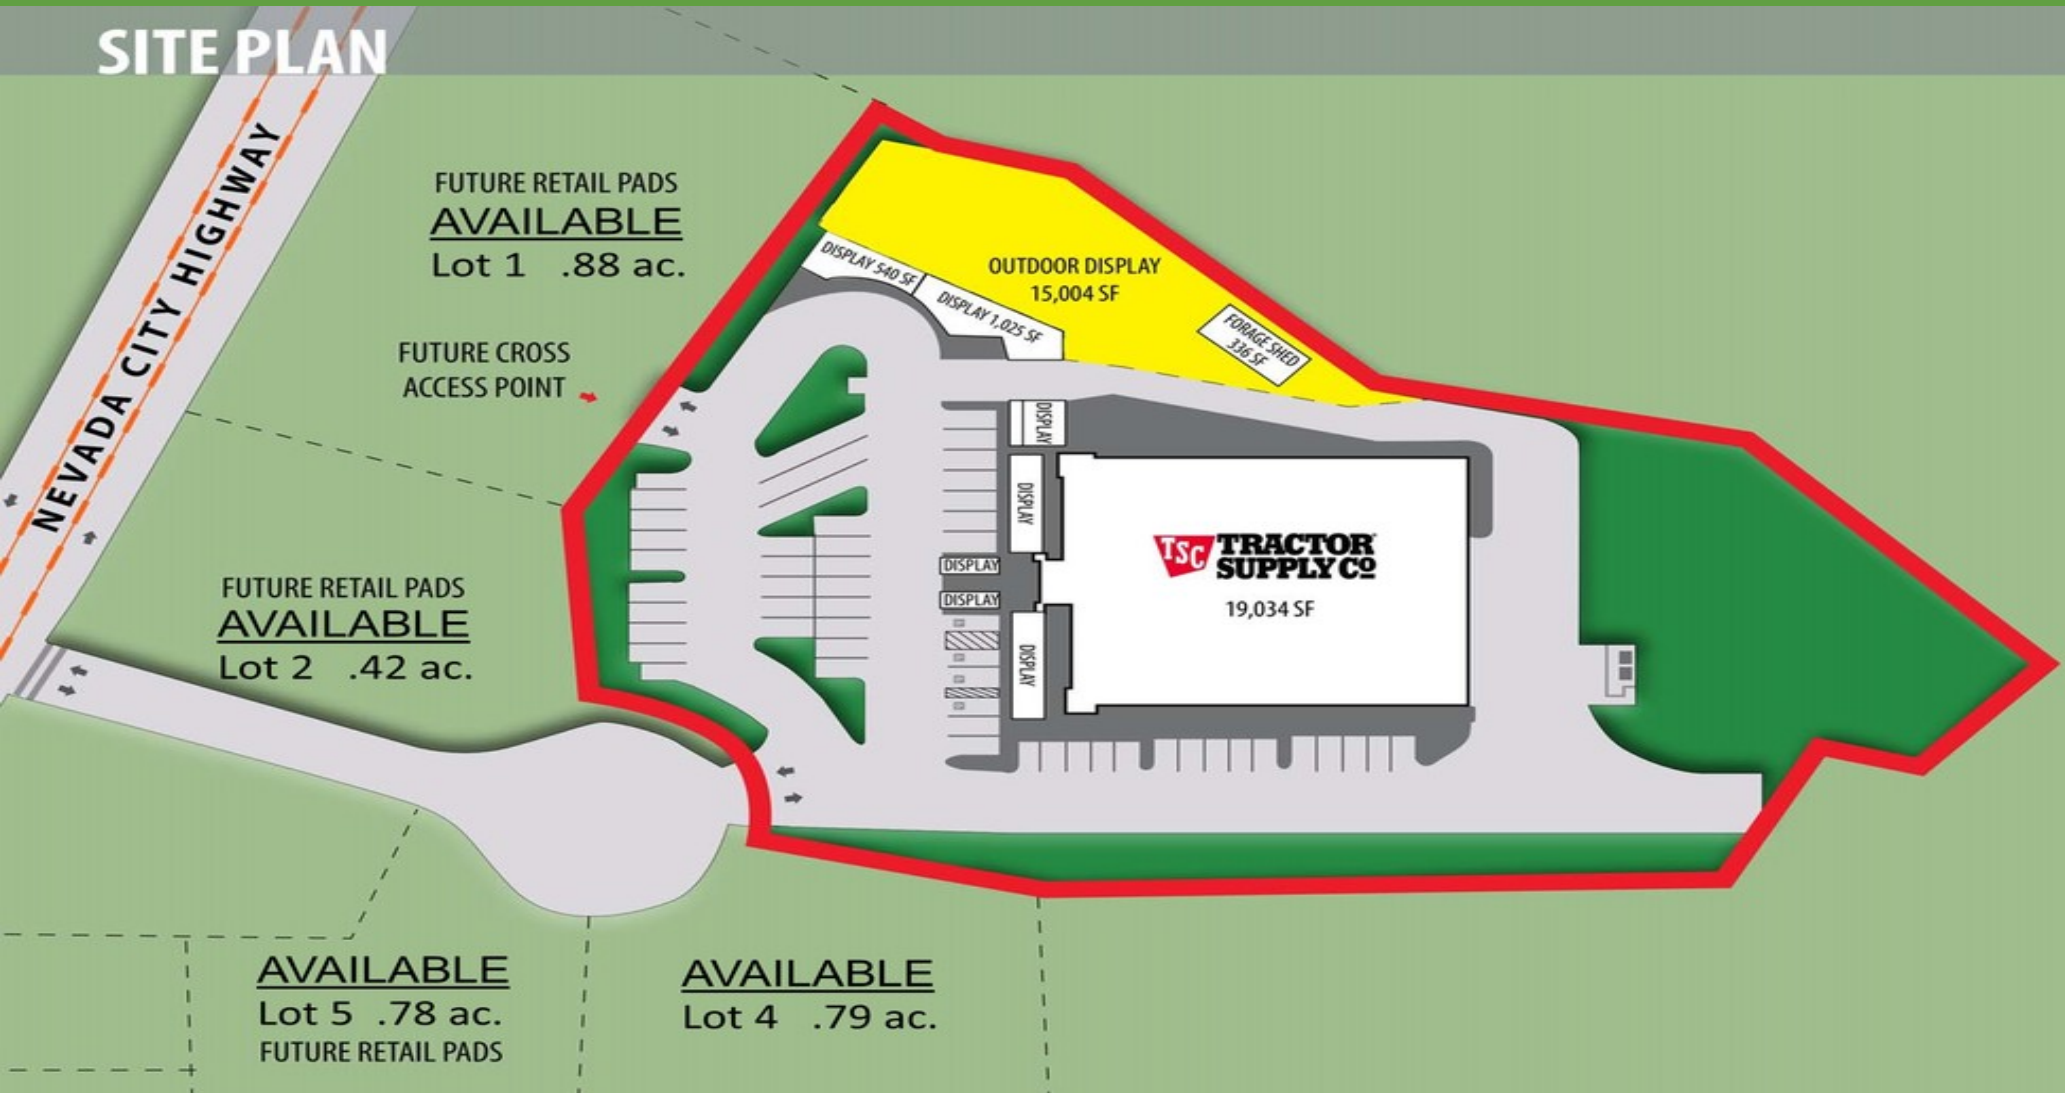 SITE PLAN
NEVADA CITY HIGHWAY
FUTURE RETAIL PADS
AVAILABLE
Lot 1 .88 ac.
FUTURE CROSS
ACCESS POINT
DISPLAY 540 SF
DISPLAY 1,025 SF
OUTDOOR DISPLAY
15,004 SF
FORAGE SHED
336 SF
DISPLAY
DISPLAY
DISPLAY
DISPLAY
DISPLAY
TSC TRACTOR
SUPPLY CO
19,034 SF
FUTURE RETAIL PADS
AVAILABLE
Lot 2 .42 ac.
AVAILABLE
Lot 5 .78 ac.
FUTURE RETAIL PADS
AVAILABLE
Lot 4 .79 ac.